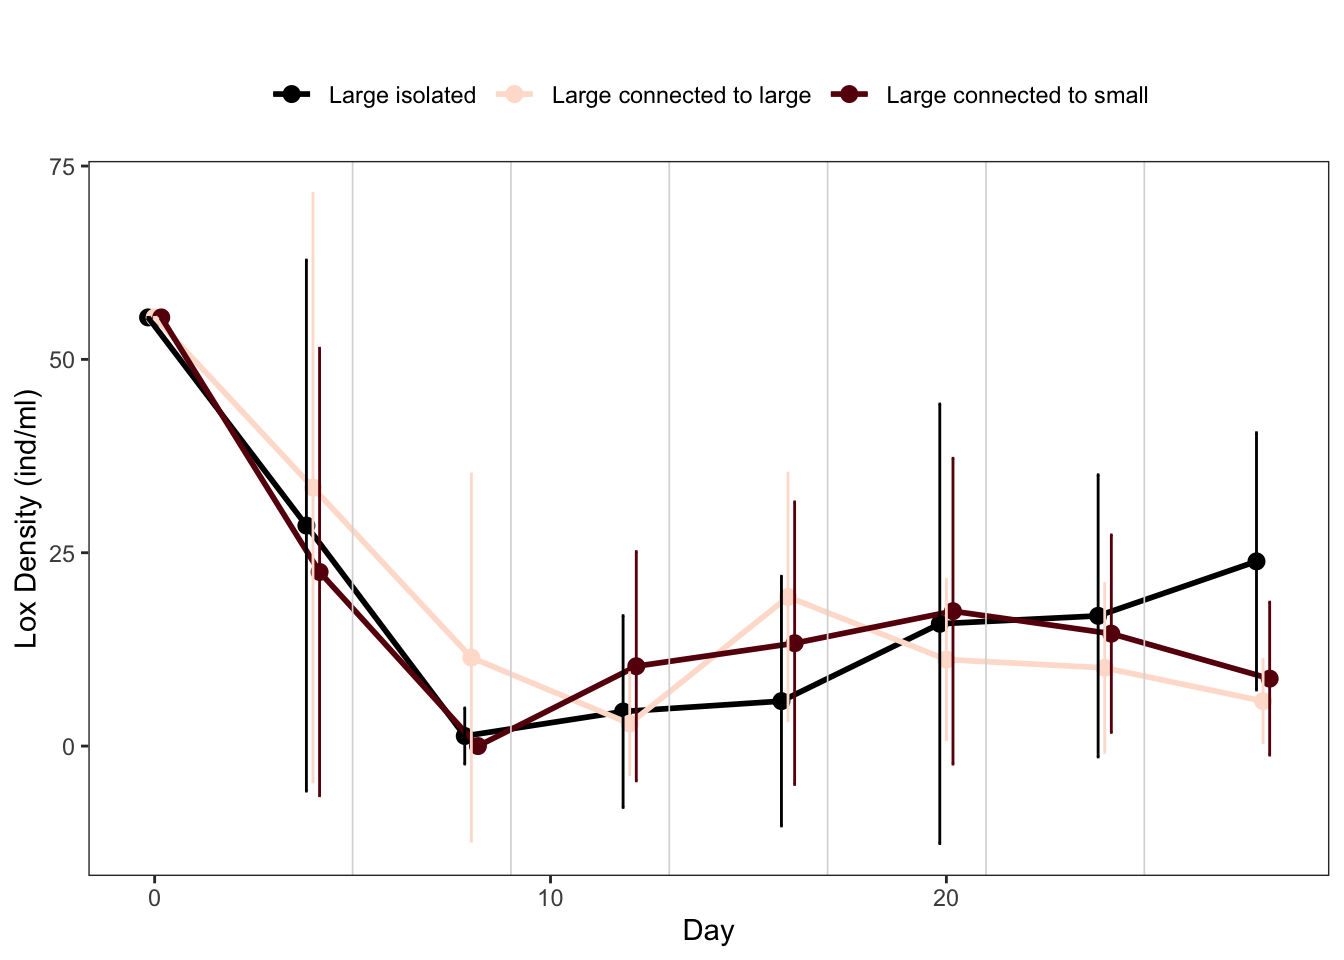 Large isolated Large connected to large Large connected to small
75
50
25
0
Lox Density (ind/ml)
0 10 20
Day